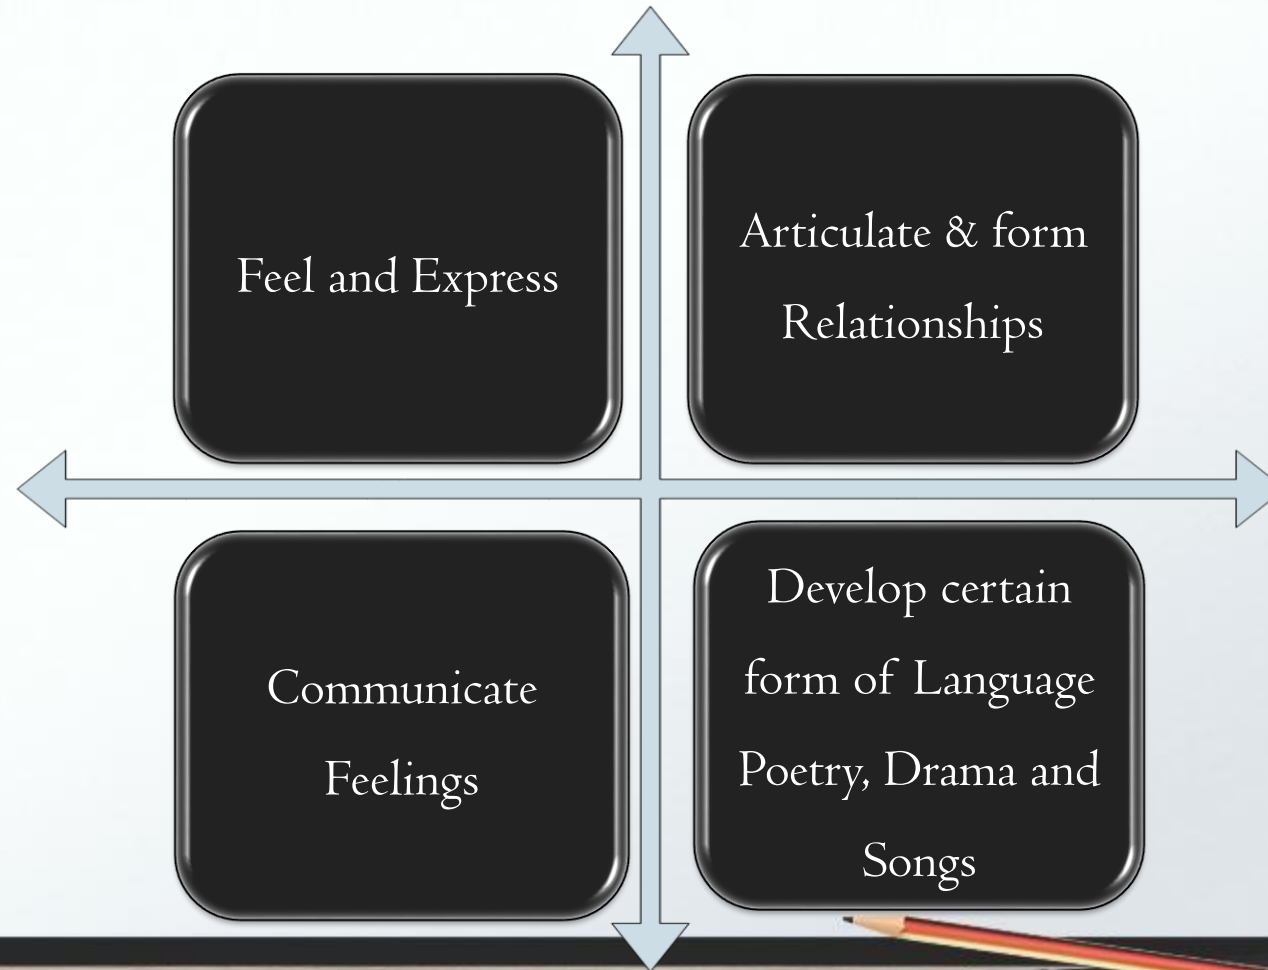 Feel and Express
Articulate & form
Relationships
Communicate
Feelings
Develop certain
form of Language
Poetry, Drama and
Songs